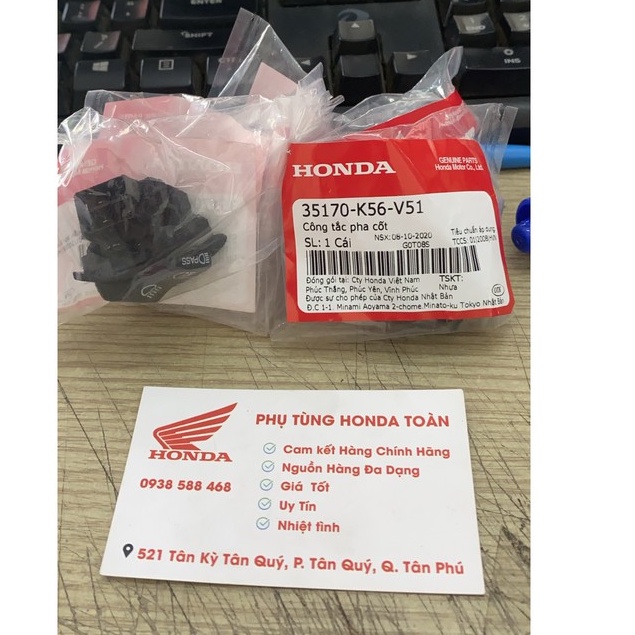 ENTER
SHIFT
INS
PASS
HONDA
GENUINE PARTS
Honda Motor Co., Ltd.
35170-K56-V51
Công tắc pha cốt
SL: 1 Cái
NSX: 08-10-2020
G0T08S
Tiêu chuẩn áp dụng
TCCS: 01/2008/HVN
Đóng gói tại: Cty Honda Việt Nam
Phúc Thắng, Phúc Yên, Vĩnh Phúc
TSKT:
Nhựa
Được sự cho phép của Cty Honda Nhật Bản
Đ.C 1-1. Minami Aoyama 2-chome.Minato-ku Tokyo Nhật Bản
HONDA
0938 588 468
PHỤ TÙNG HONDA TOÀN
Cam kết Hàng Chính Hãng
Nguồn Hàng Đa Dạng
Giá Tốt
Uy Tín
Nhiệt tình
521 Tân Kỳ Tân Quý, P. Tân Quý, Q. Tân Phú